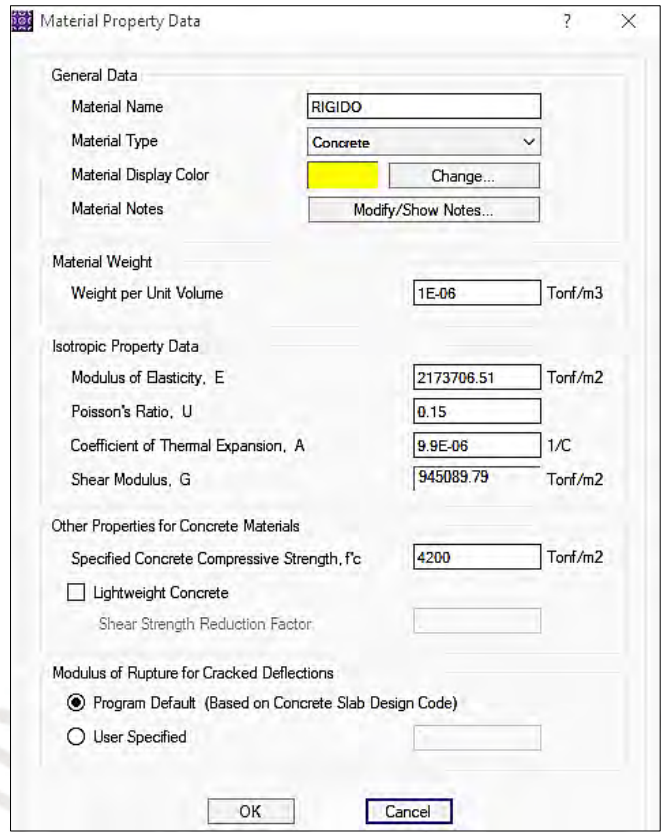 Material Property Data ? ×
General Data
Material Name RIGIDO
Material Type Concrete
Material Display Color Change...
Material Notes Modify/Show Notes...
Material Weight
Weight per Unit Volume 1E-06 Tonf/m3
Isotropic Property Data
Modulus of Elasticity, E 2173706.51 Tonf/m2
Poisson's Ratio, U 0.15
Coefficient of Thermal Expansion, A 9.9E-06 1/C
Shear Modulus, G 945089.79 Tonf/m2
Other Properties for Concrete Materials
Specified Concrete Compressive Strength, f'c 4200 Tonf/m2
Lightweight Concrete
Shear Strength Reduction Factor
Modulus of Rupture for Cracked Deflections
Program Default (Based on Concrete Slab Design Code)
User Specified
OK Cancel